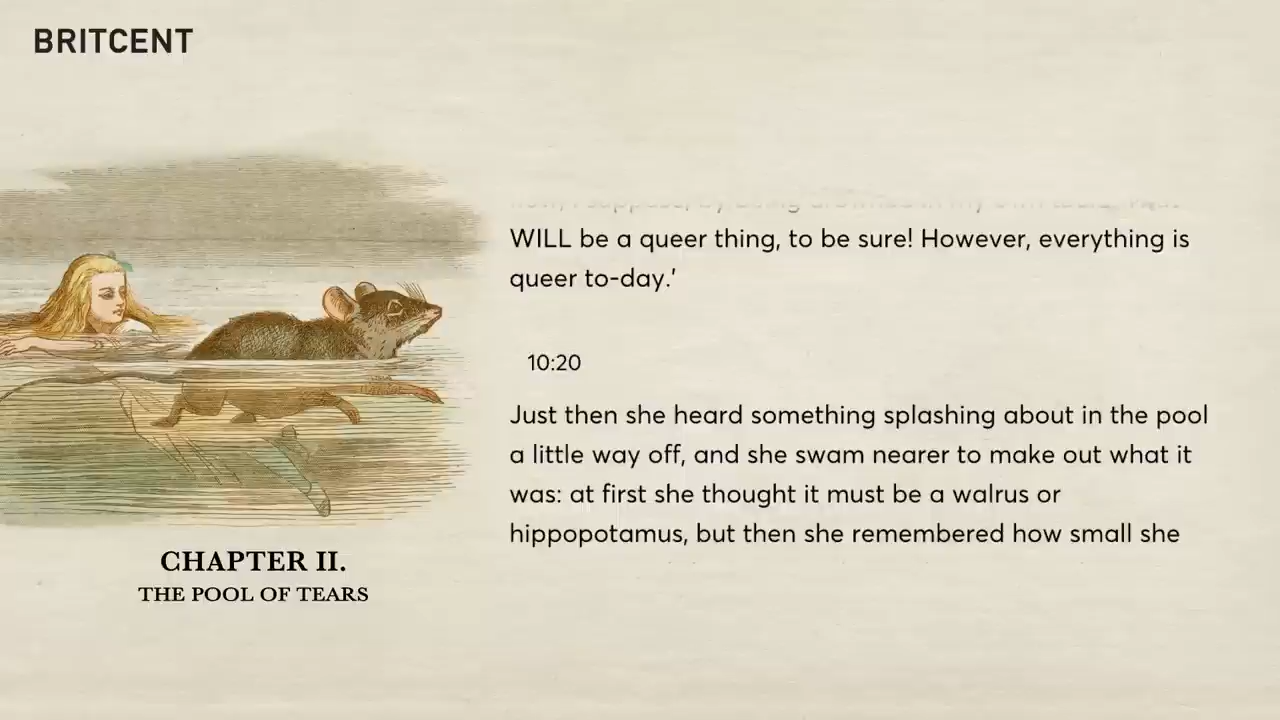 BRITCENT
WILL be a queer thing, to be sure! However, everything is
queer to-day.’
10:20
Just then she heard something splashing about in the pool
a little way off, and she swam nearer to make out what it
was: at first she thought it must be a walrus or
hippopotamus, but then she remembered how small she
CHAPTER II.
THE POOL OF TEARS